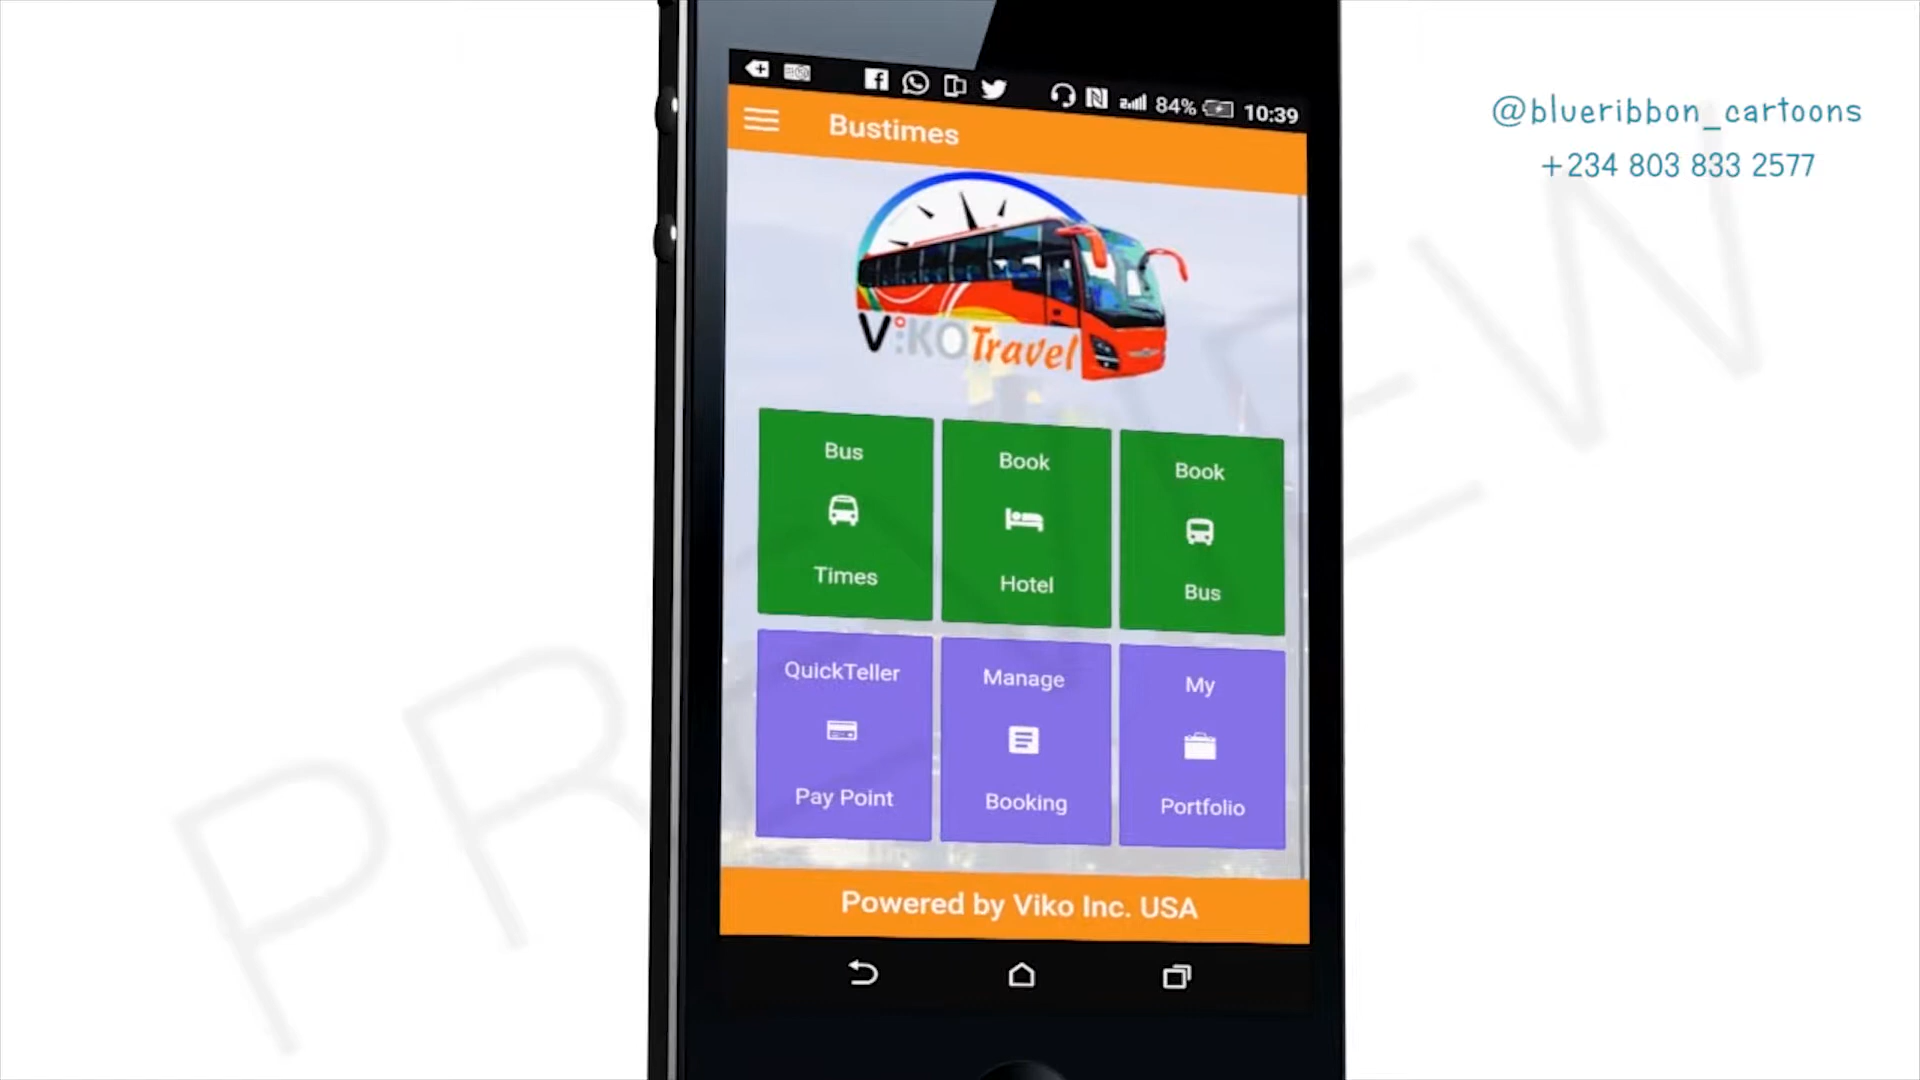 @blueribbon_cartoons
+234 803 833 2577
84% 10:39
Bustimes
ViKO Travel
Bus
Times
Book
Hotel
Book
Bus
QuickTeller
Pay Point
Manage
Booking
My
Portfolio
Powered by Viko Inc. USA
PREVIEW